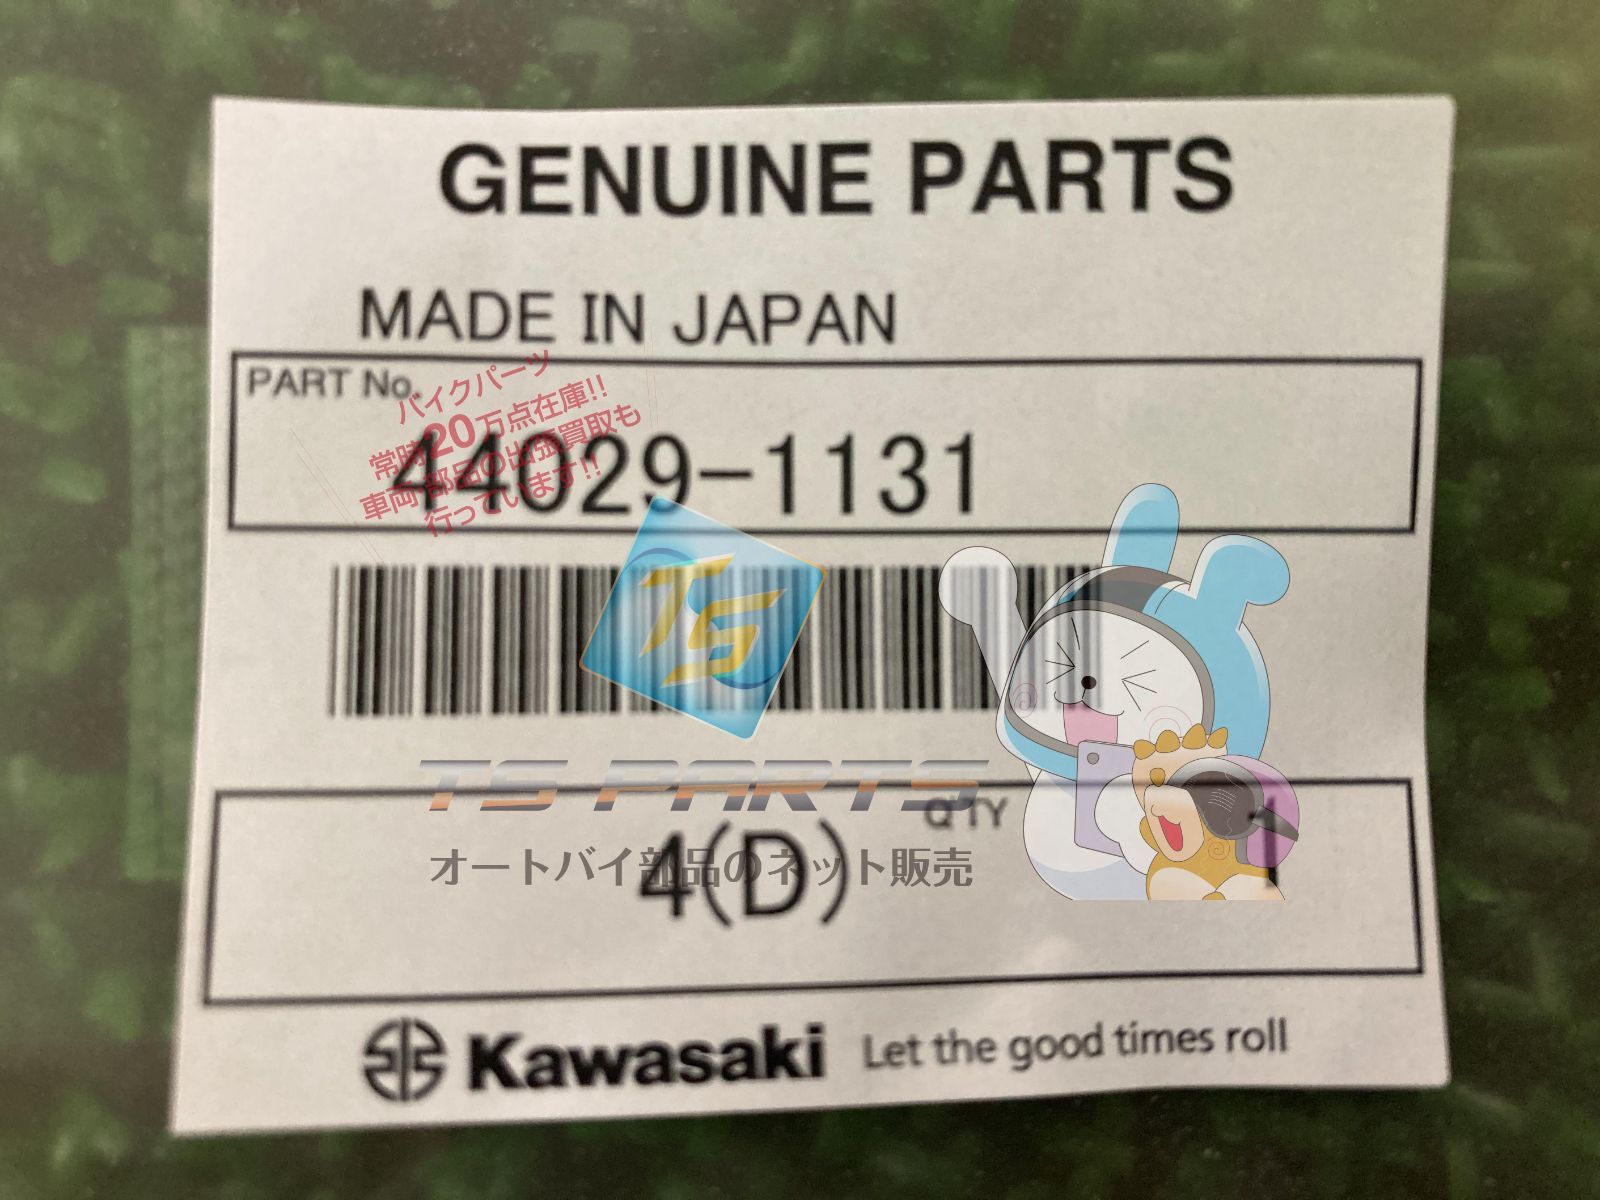 GENUINE PARTS
MADE IN JAPAN
PART No.
バイクパーツ
常時20万点在庫!!
車両・部品の出張買取も
行っています!!
44029-1131
TS
TS PARTS
オートバイ部品のネット販売
Q'TY
4(D) 1
Kawasaki Let the good times roll